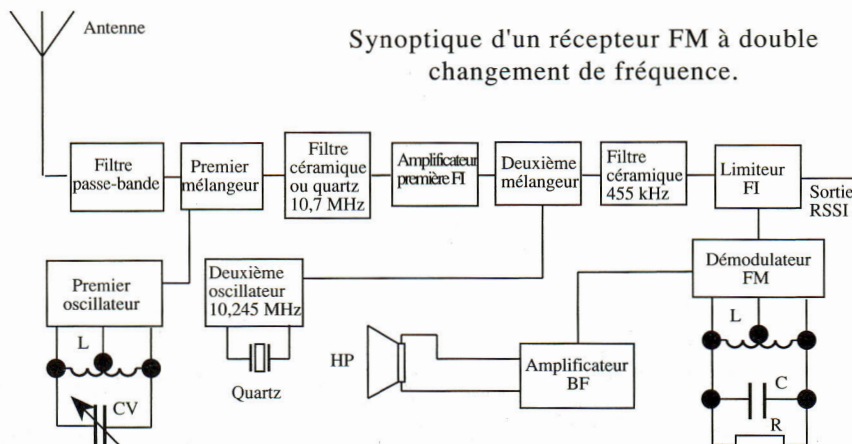 Antenne
Synoptique d'un récepteur FM à double
changement de fréquence.
Filtre
passe-bande
Premier
mélangeur
Filtre
céramique
ou quartz
10,7 MHz
Amplificateur
première FI
Deuxième
mélangeur
Filtre
céramique
455 kHz
Limiteur
FI
Sortie
RSSI
Premier
oscillateur
Deuxième
oscillateur
10,245 MHz
Démodulateur
FM
L
CV
Quartz
HP
Amplificateur
BF
L
C
R